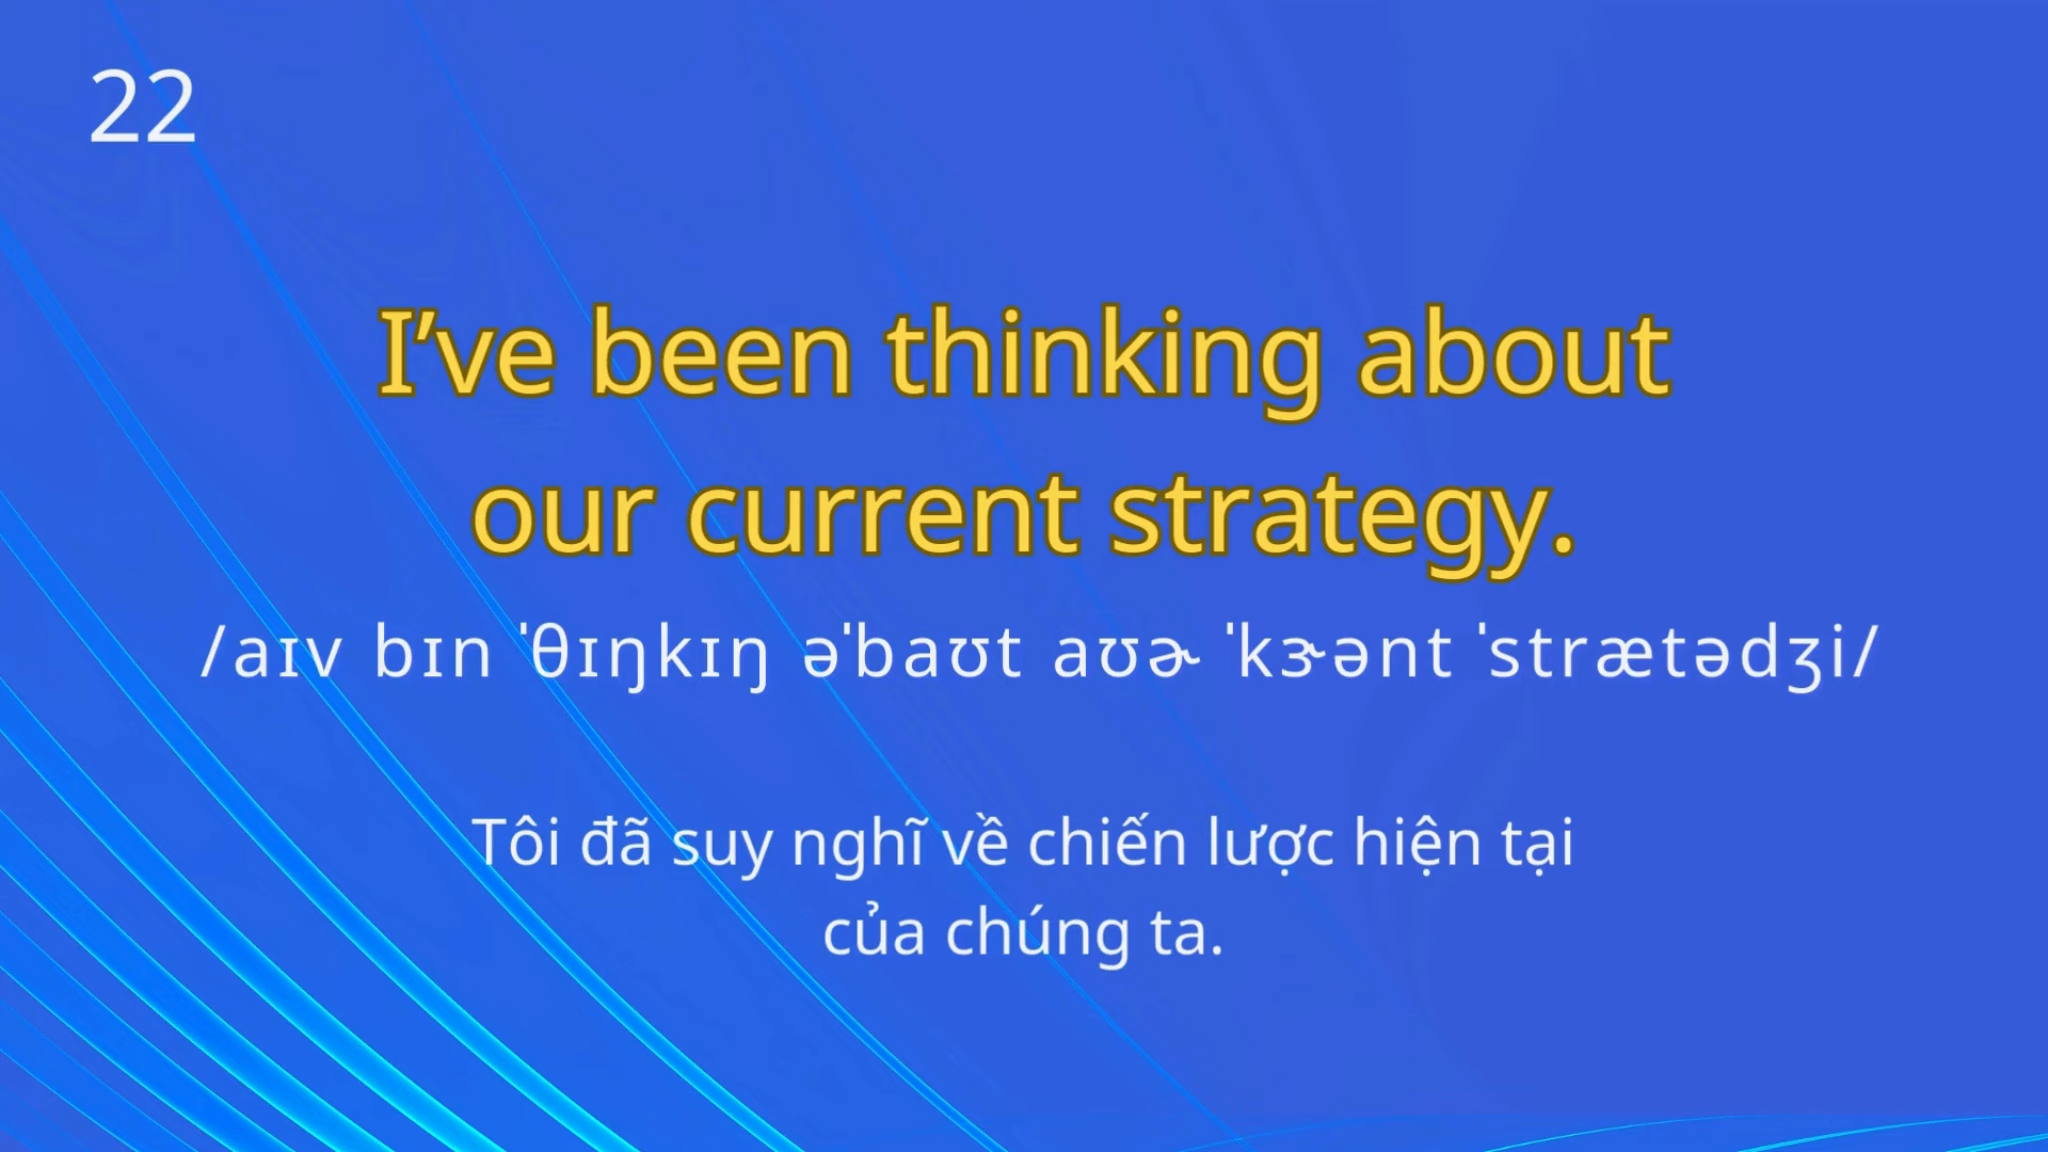 22
I’ve been thinking about
our current strategy.
/aɪv bɪn ˈθɪŋkɪŋ əˈbaʊt aʊɚ ˈkɝənt ˈstrætədʒi/
Tôi đã suy nghĩ về chiến lược hiện tại
của chúng ta.